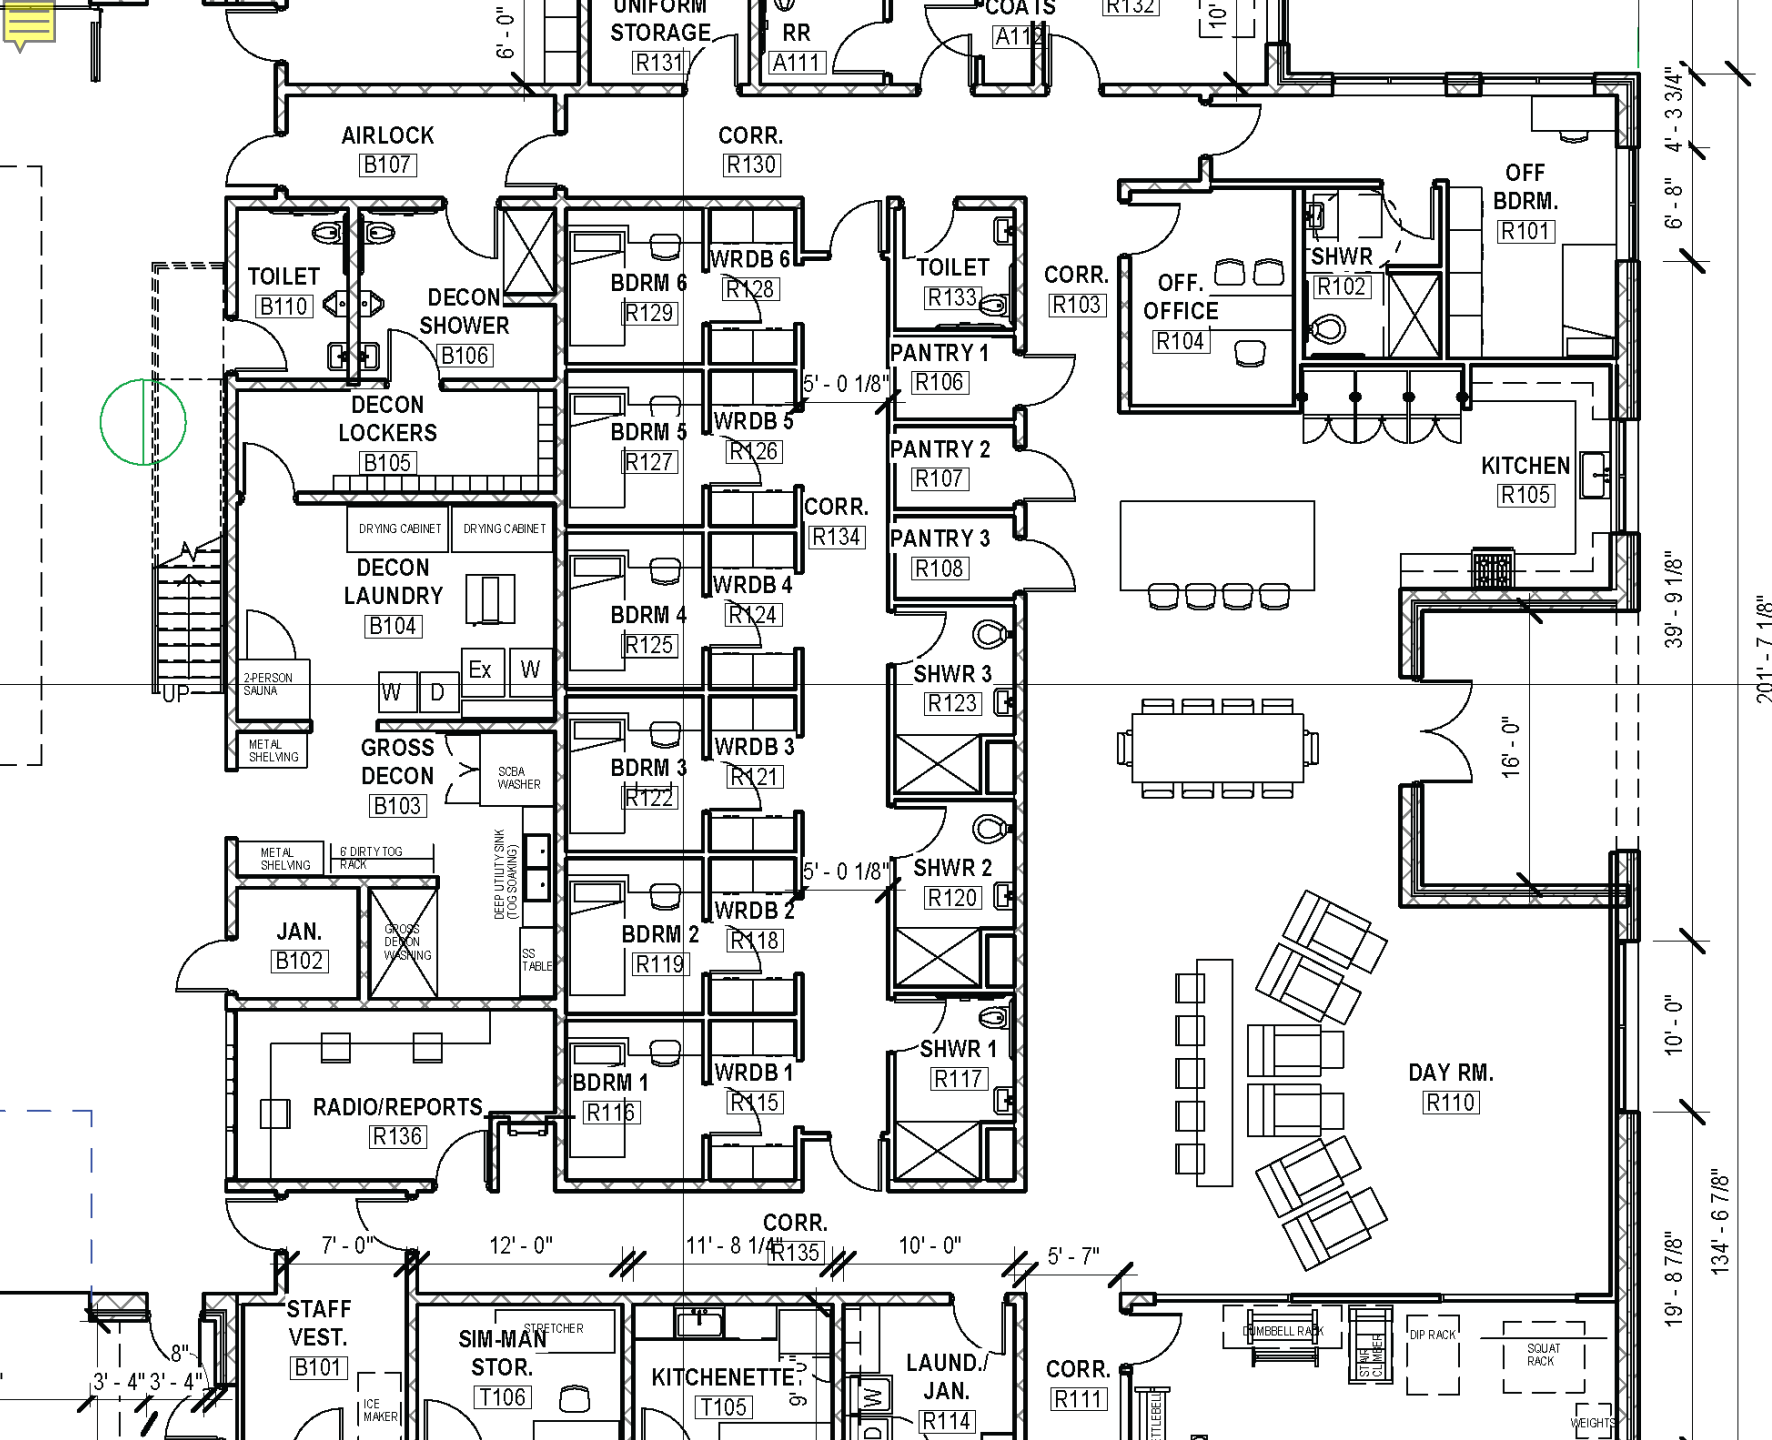 UNIFORM
STORAGE
R131
RR
A111
COATS
A112
R132
6' - 0"
10'
AIRLOCK
B107
CORR.
R130
OFF
BDRM.
R101
4' - 3 3/4"
6' - 8"
TOILET
B110
DECON
SHOWER
B106
BDRM 6
R129
WRDB 6
R128
TOILET
R133
CORR.
R103
OFF.
OFFICE
R104
SHWR
R102
PANTRY 1
R106
5' - 0 1/8"
DECON
LOCKERS
B105
BDRM 5
R127
WRDB 5
R126
PANTRY 2
R107
KITCHEN
R105
CORR.
R134
DRYING CABINET
DRYING CABINET
PANTRY 3
R108
DECON
LAUNDRY
B104
BDRM 4
R125
WRDB 4
R124
39' - 9 1/8"
201' - 7 1/8"
2-PERSON
SAUNA
UP
W
D
Ex
W
SHWR 3
R123
METAL
SHELVING
GROSS
DECON
B103
SCBA
WASHER
BDRM 3
R122
WRDB 3
R121
16' - 0"
METAL
SHELVING
6' DIRTY TOG
RACK
DEEP UTILITY SINK
(TOG SOAKING)
5' - 0 1/8"
SHWR 2
R120
JAN.
B102
GROSS
DECON
WASHING
SS
TABLE
BDRM 2
R119
WRDB 2
R118
10' - 0"
SHWR 1
R117
DAY RM.
R110
RADIO/REPORTS
R136
BDRM 1
R116
WRDB 1
R115
134' - 6 7/8"
CORR.
R135
7' - 0"
12' - 0"
11' - 8 1/4"
10' - 0"
5' - 7"
19' - 8 7/8"
STAFF
VEST.
B101
STRETCHER
SIM-MAN
STOR.
T106
KITCHENETTE
T105
9' - 0"
LAUND./
JAN.
R114
W
D
CORR.
R111
DUMBBELL RACK
STAIR
CLIMBER
DIP RACK
SQUAT
RACK
WEIGHTS
8"
3' - 4"
3' - 4"
ICE
MAKER